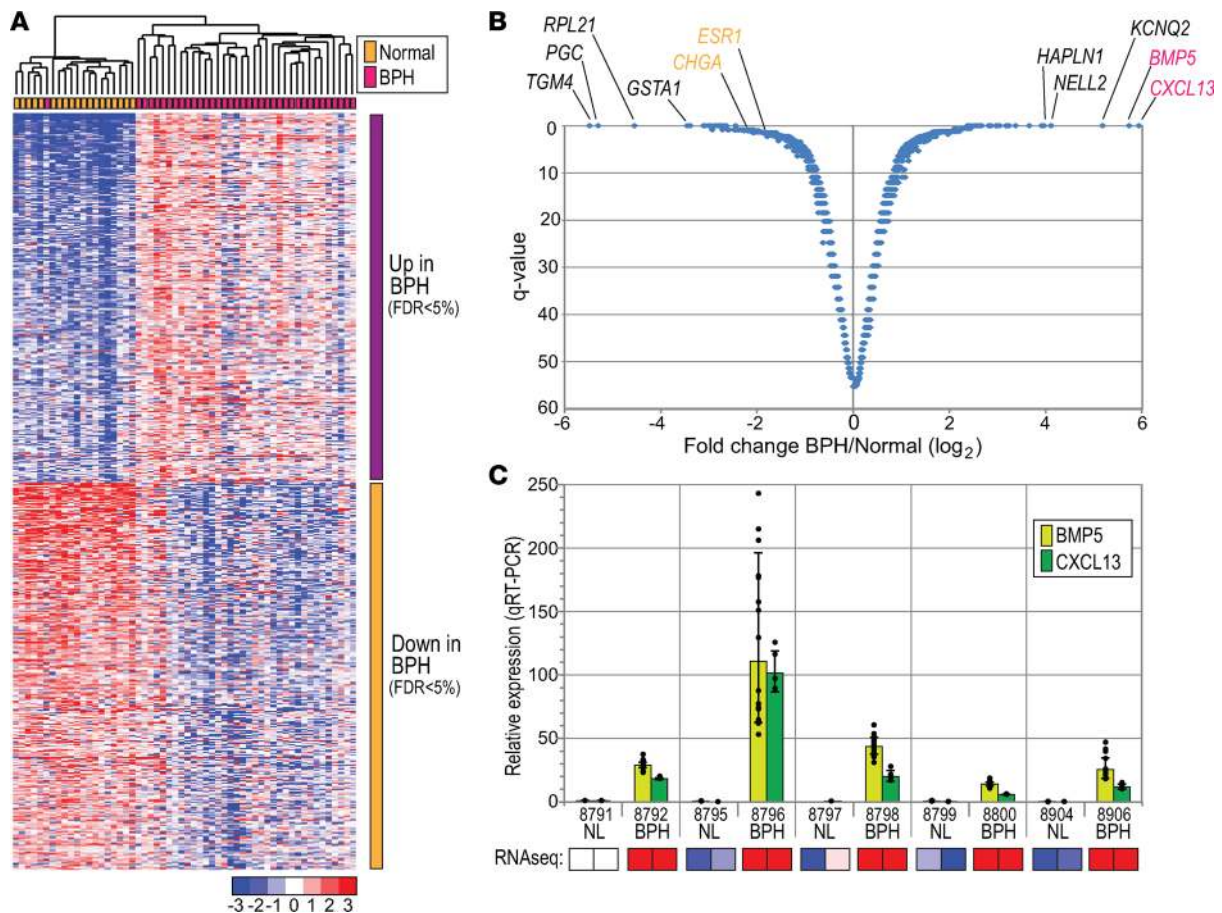 A
Normal
BPH
Up in
BPH
(FDR<5%)
Down in
BPH
(FDR<5%)
-3 -2 -1 0 1 2 3
B
RPL21
PGC
TGM4
ESR1
CHGA
GSTA1
KCNQ2
HAPLN1
BMP5
NELL2
CXCL13
q-value
0
10
20
30
40
50
60
-6 -4 -2 0 2 4 6
Fold change BPH/Normal (log2)
C
Relative expression (qRT-PCR)
250
200
150
100
50
0
BMP5
CXCL13
8791 8792 8795 8796 8797 8798 8799 8800 8904 8906
NL BPH NL BPH NL BPH NL BPH NL BPH
RNAseq: